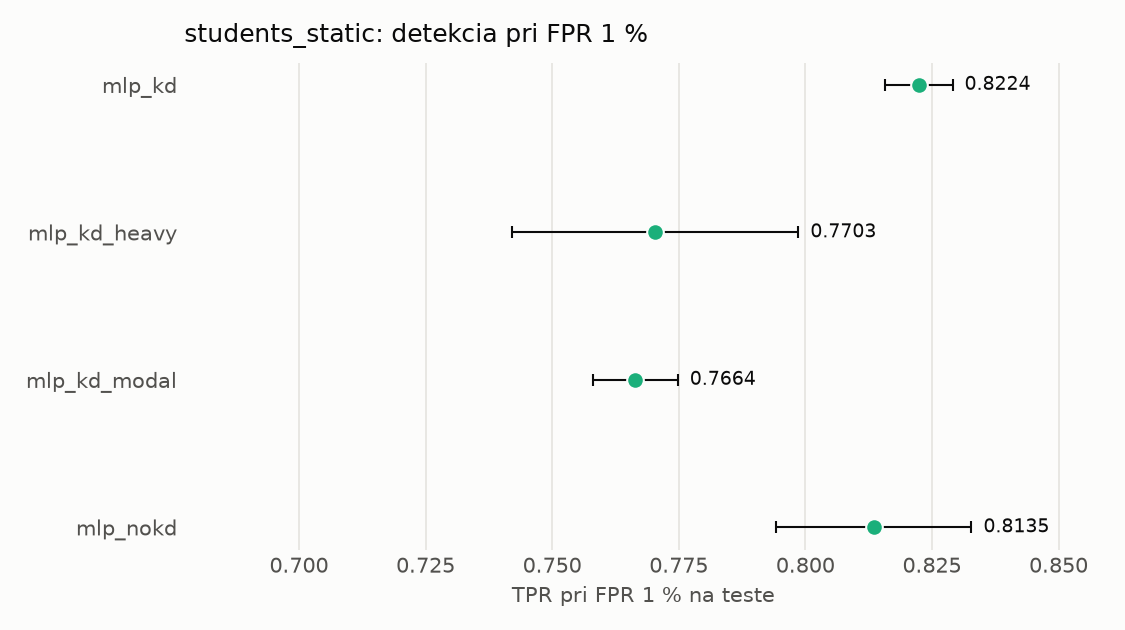 students_static: detekcia pri FPR 1 %
mlp_kd
0.8224
mlp_kd_heavy
0.7703
mlp_kd_modal
0.7664
mlp_nokd
0.8135
0.700 0.725 0.750 0.775 0.800 0.825 0.850
TPR pri FPR 1 % na teste